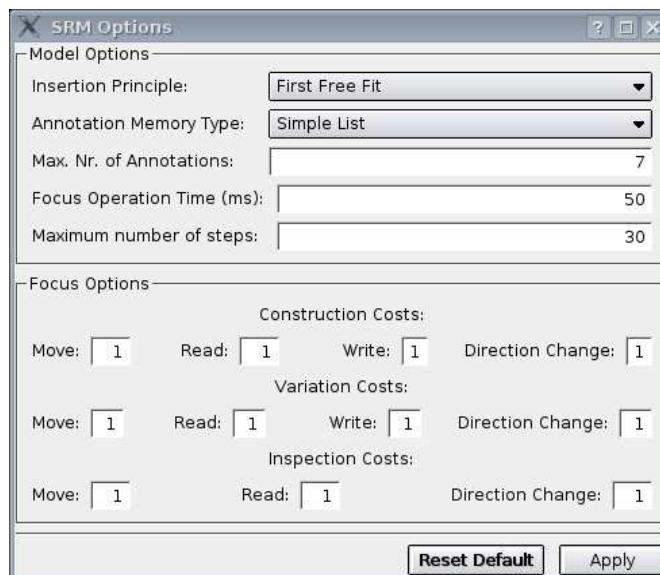 SRM Options
Model Options
Insertion Principle: First Free Fit
Annotation Memory Type: Simple List
Max. Nr. of Annotations: 7
Focus Operation Time (ms): 50
Maximum number of steps: 30
Focus Options
Construction Costs:
Move: 1 Read: 1 Write: 1 Direction Change: 1
Variation Costs:
Move: 1 Read: 1 Write: 1 Direction Change: 1
Inspection Costs:
Move: 1 Read: 1 Direction Change: 1
Reset Default Apply